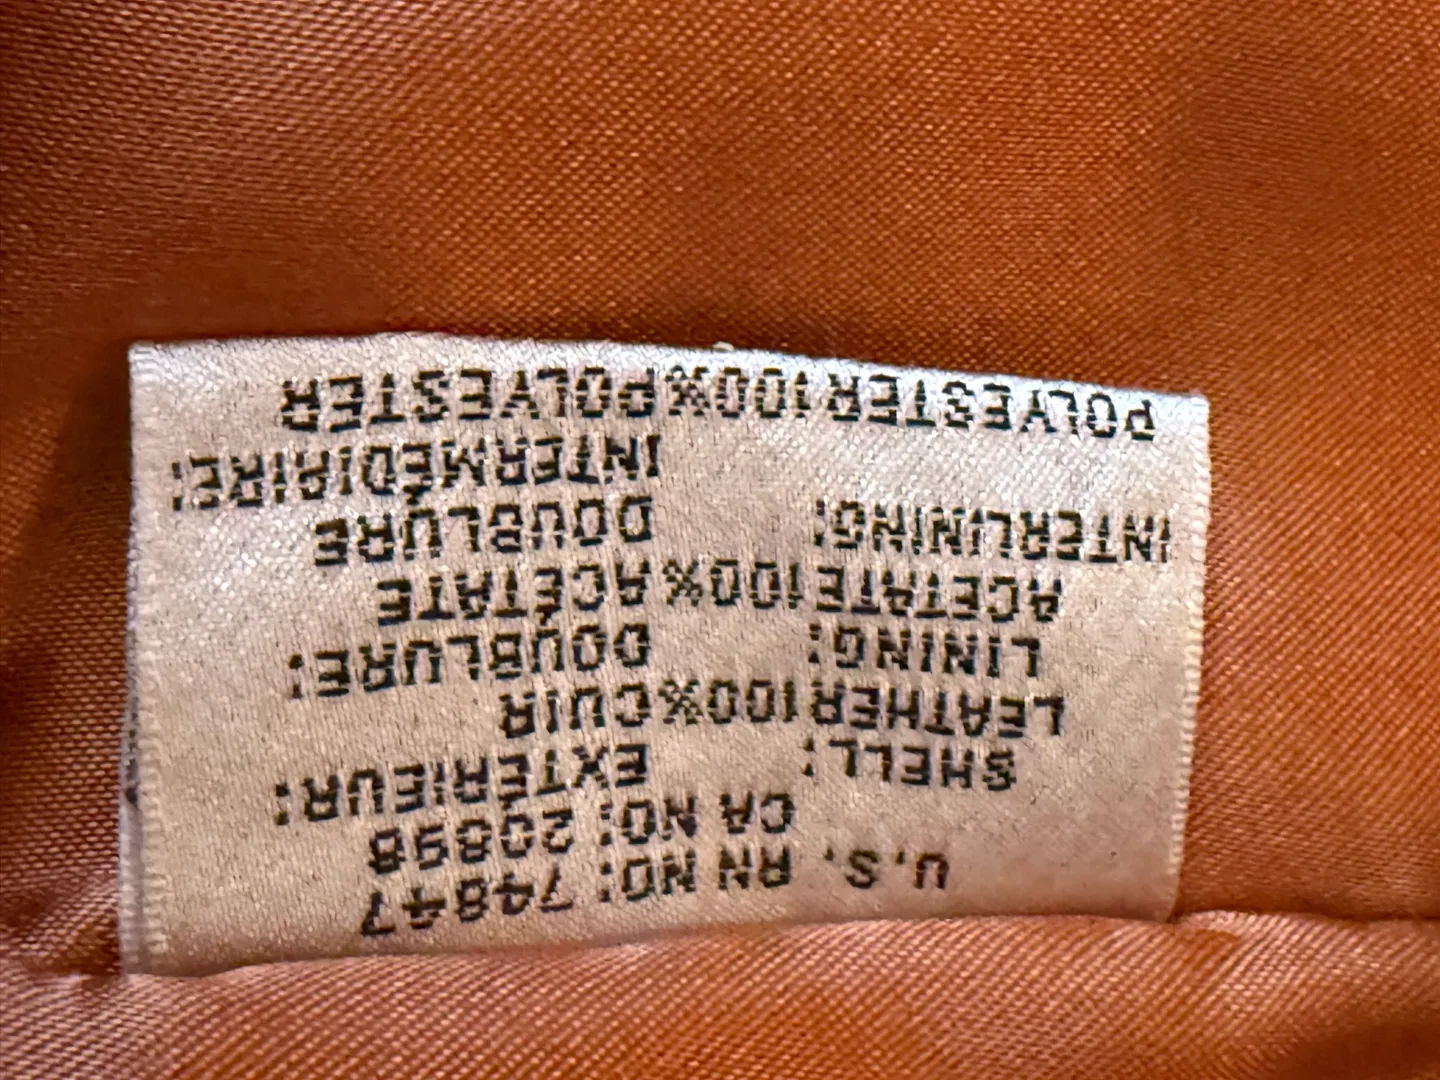 U.S. RN NO: 74847
CA NO: 20898
SHELL: EXTÉRIEUR:
LEATHER 100% CUIR
LINING: DOUBLURE:
ACETATE 100% ACÉTATE
INTERLINING: DOUBLURE
INTERMÉDIAIRE:
POLYESTER 100% POLYESTER